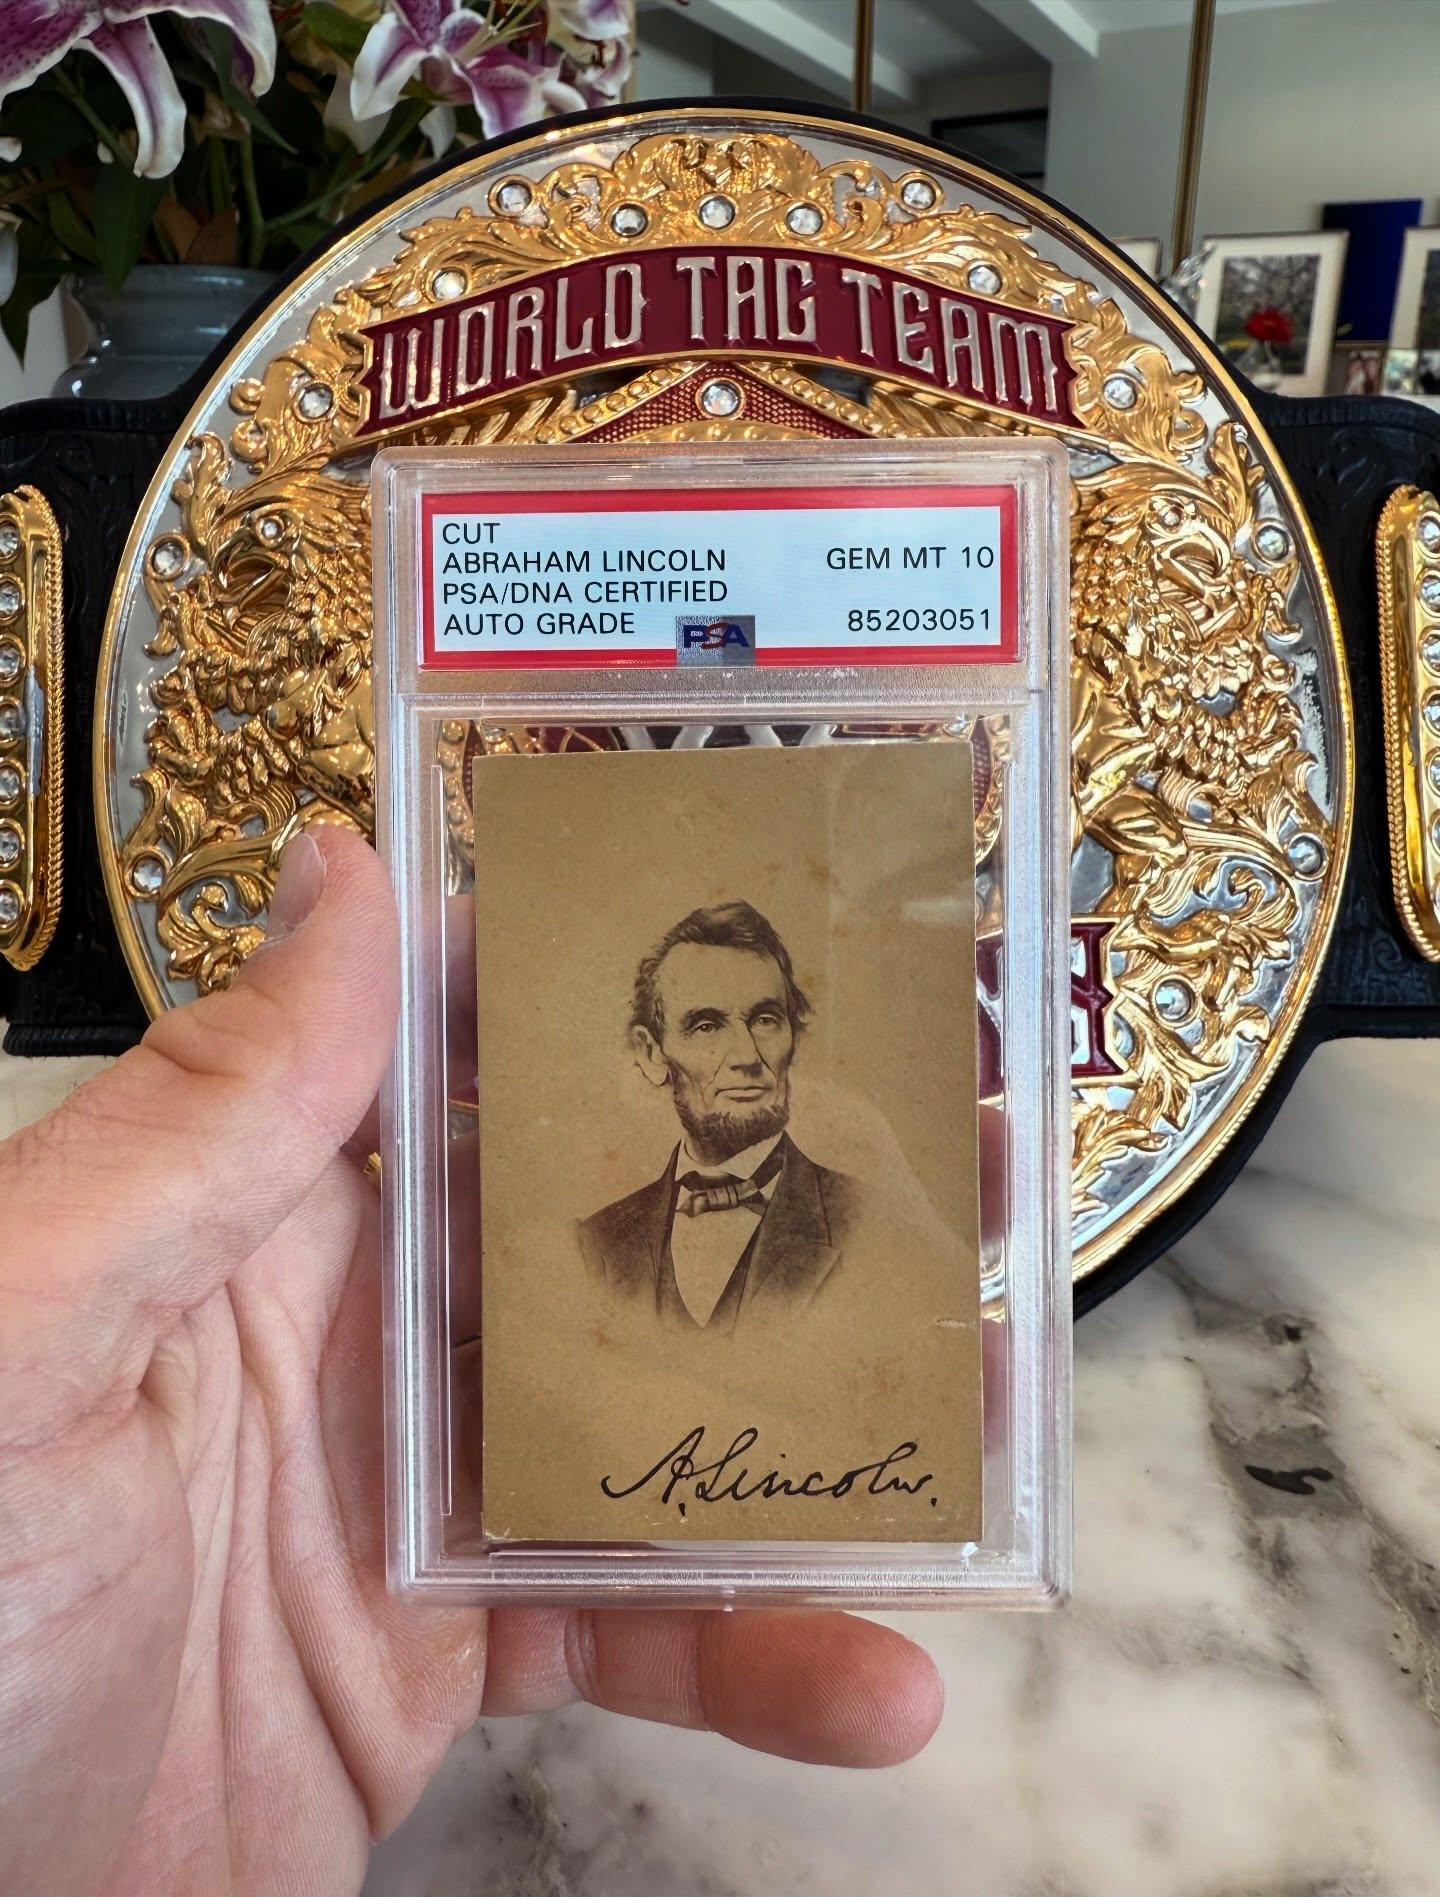 WORLD TAG TEAM
CUT
ABRAHAM LINCOLN
PSA/DNA CERTIFIED
AUTO GRADE
GEM MT 10
85203051
PSA
A. Lincoln.